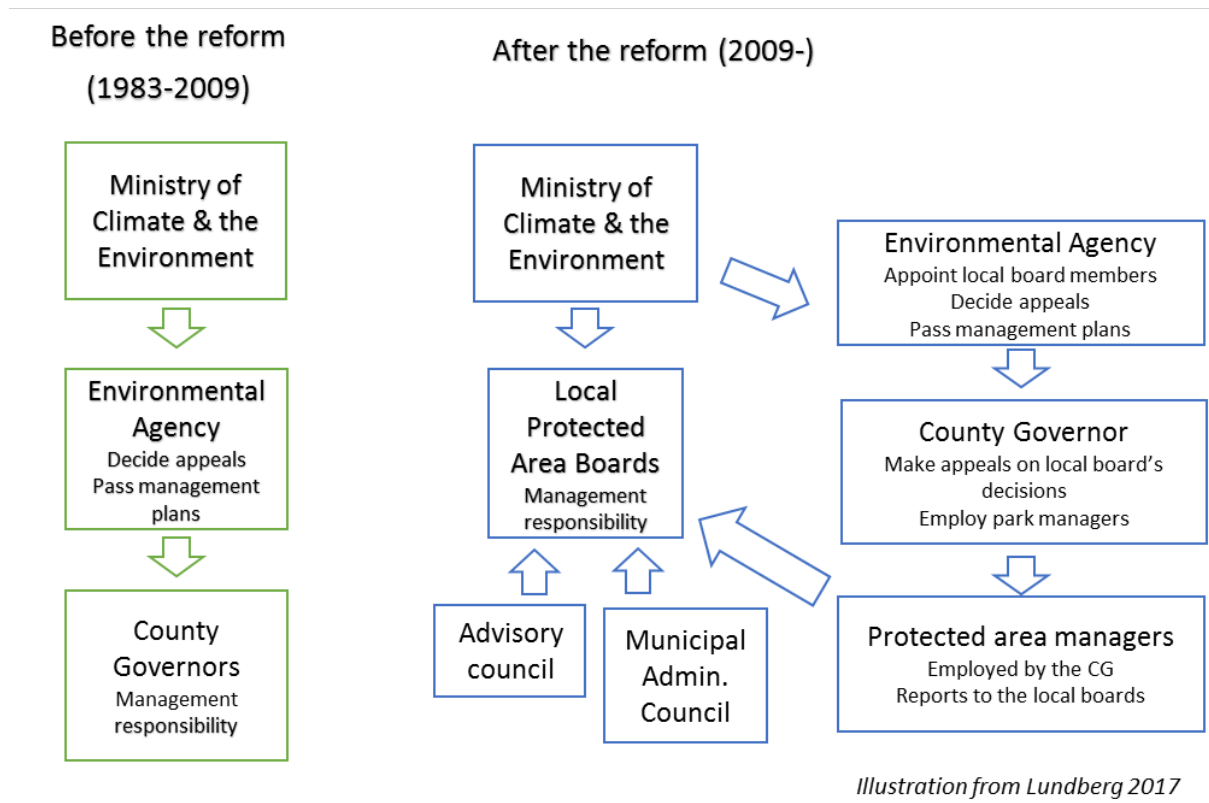 Before the reform
(1983-2009)
Ministry of
Climate & the
Environment
Environmental
Agency
Decide appeals
Pass management
plans
County
Governors
Management
responsibility
After the reform (2009-)
Ministry of
Climate & the
Environment
Local
Protected
Area Boards
Management
responsibility
Advisory
council
Municipal
Admin.
Council
Environmental Agency
Appoint local board members
Decide appeals
Pass management plans
County Governor
Make appeals on local board’s
decisions
Employ park managers
Protected area managers
Employed by the CG
Reports to the local boards
Illustration from Lundberg 2017